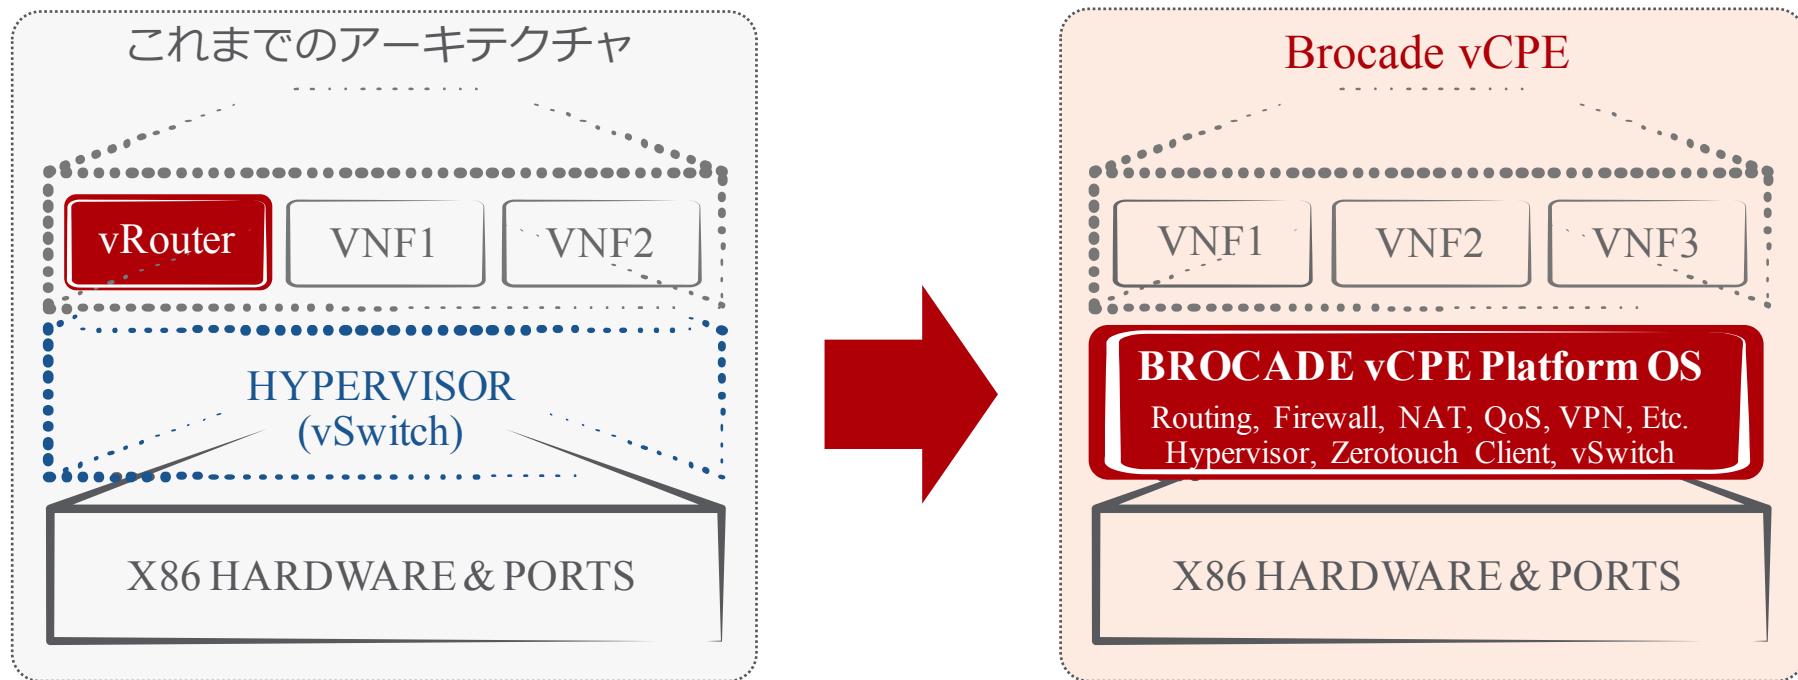 これまでのアーキテクチャ
vRouter
VNF1
VNF2
HYPERVISOR
(vSwitch)
X86 HARDWARE & PORTS
Brocade vCPE
VNF1
VNF2
VNF3
BROCADE vCPE Platform OS
Routing, Firewall, NAT, QoS, VPN, Etc.
Hypervisor, Zerotouch Client, vSwitch
X86 HARDWARE & PORTS